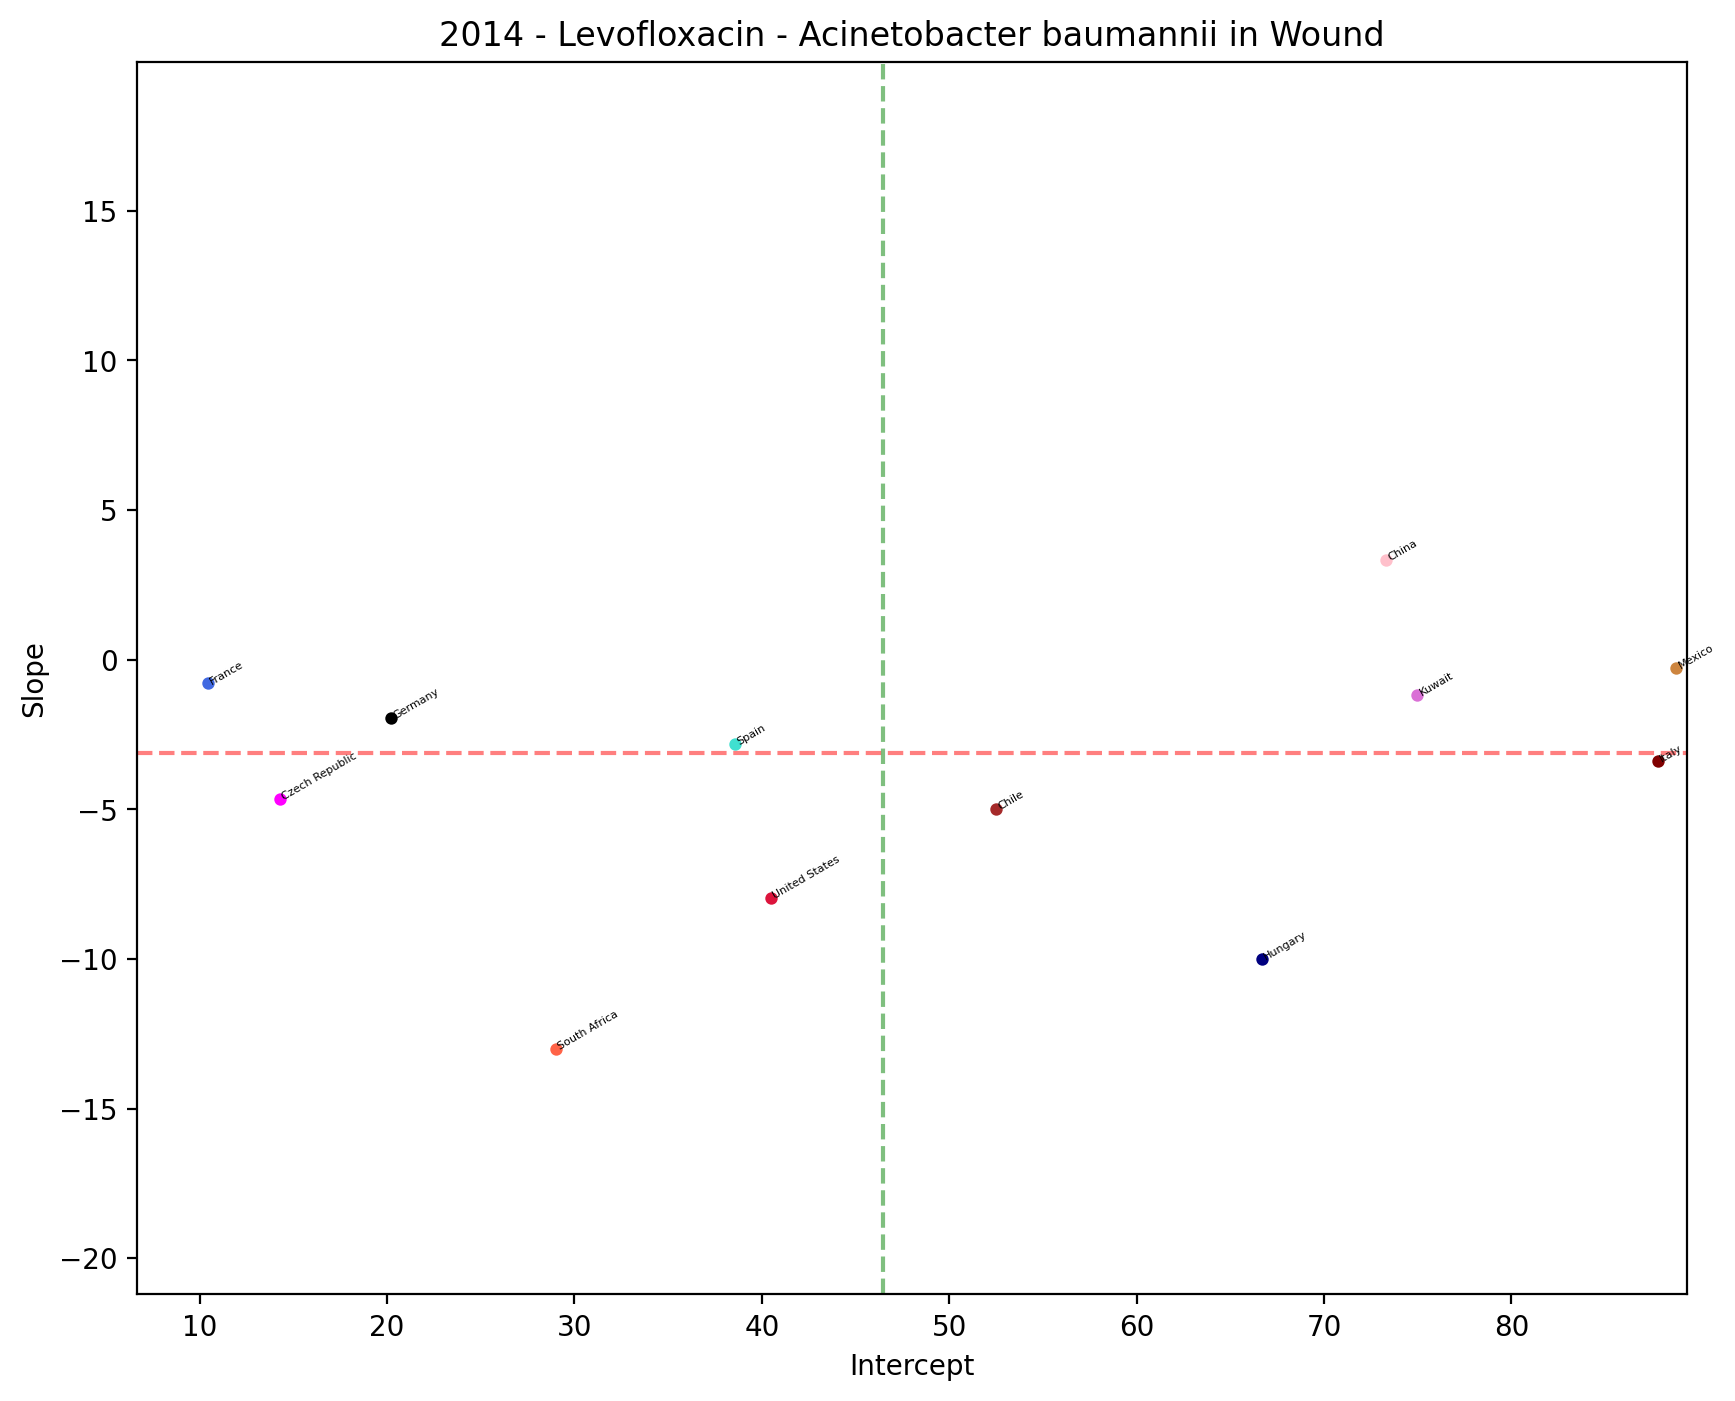 2014 - Levofloxacin - Acinetobacter baumannii in Wound
15
10
5
0
−5
−10
−15
−20
Slope
China
Mexico
France
Kuwait
Germany
Spain
Italy
Czech Republic
Chile
United States
Hungary
South Africa
10
20
30
40
50
60
70
80
Intercept